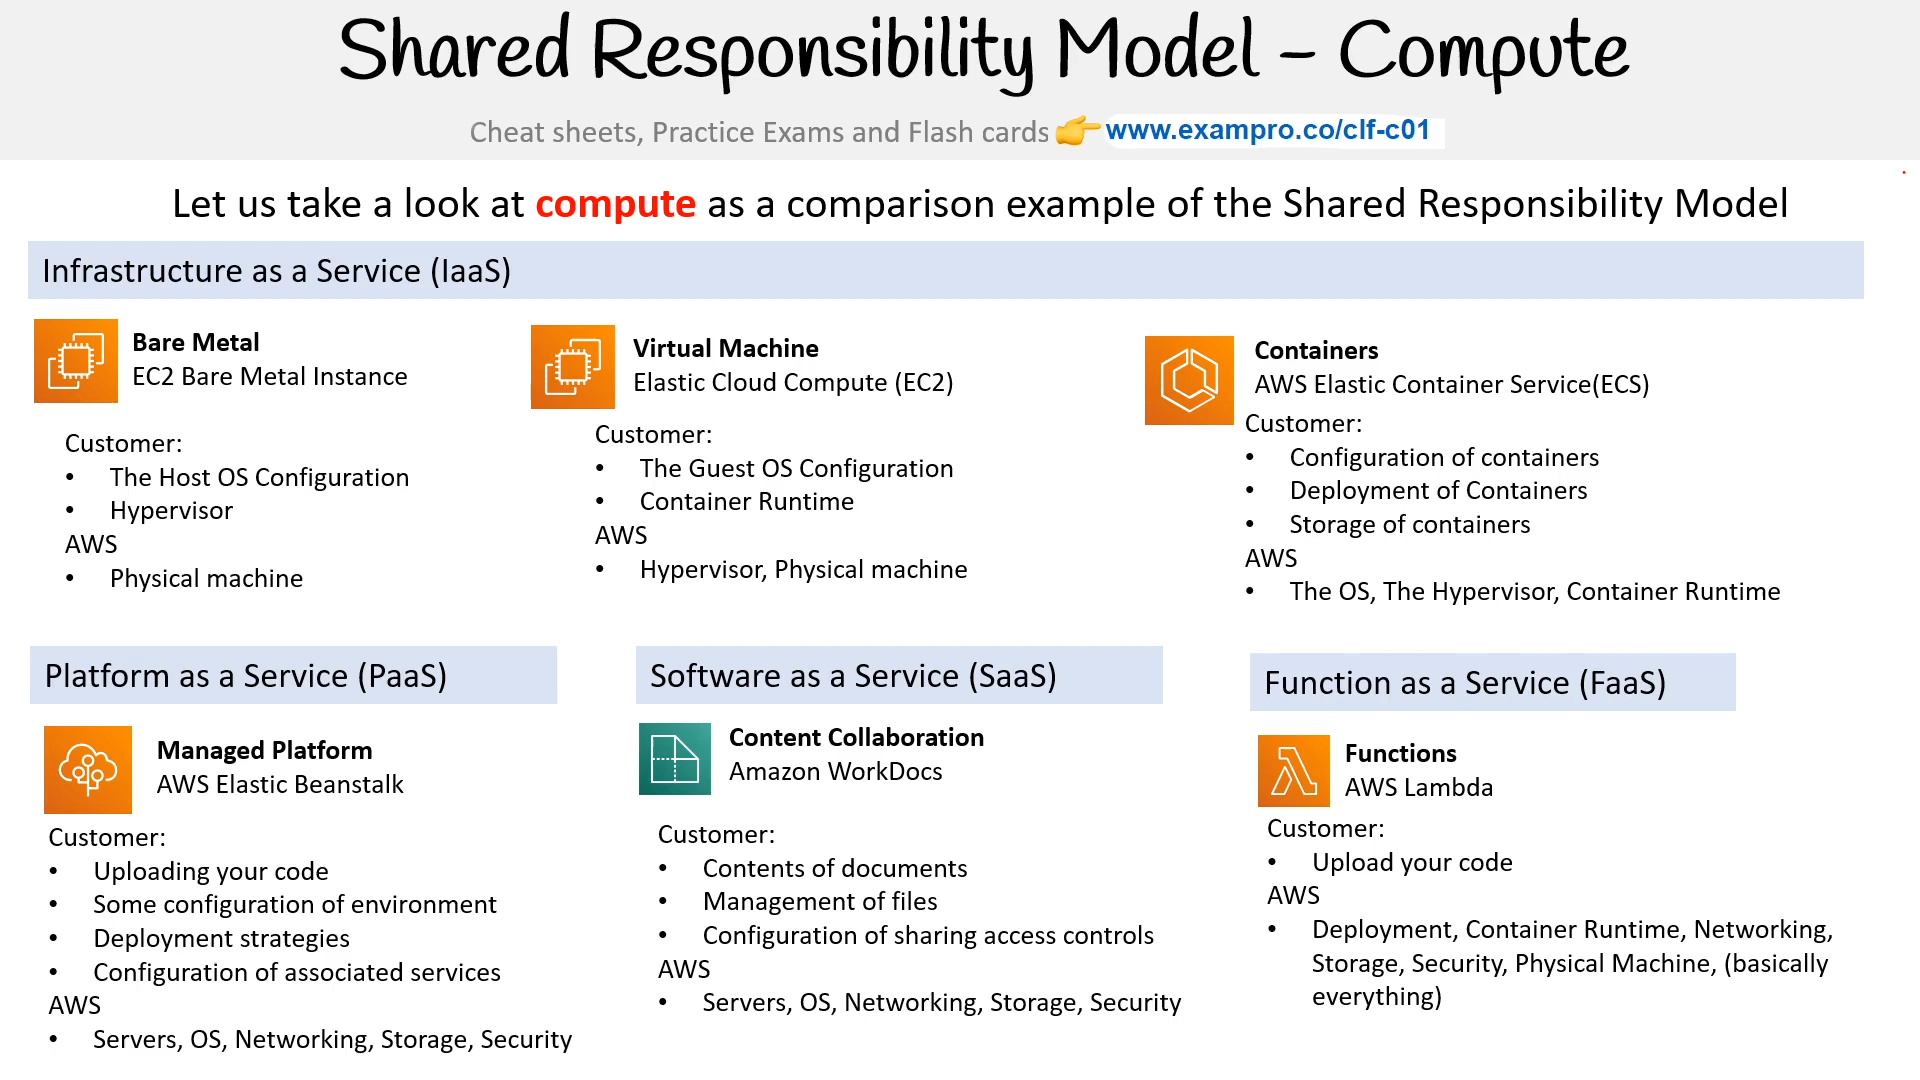 Shared Responsibility Model – Compute
Cheat sheets, Practice Exams and Flash cards 👉 www.exampro.co/clf-c01
Let us take a look at compute as a comparison example of the Shared Responsibility Model
Infrastructure as a Service (IaaS)
Bare Metal
EC2 Bare Metal Instance
Customer:
• The Host OS Configuration
• Hypervisor
AWS
• Physical machine
Virtual Machine
Elastic Cloud Compute (EC2)
Customer:
• The Guest OS Configuration
• Container Runtime
AWS
• Hypervisor, Physical machine
Containers
AWS Elastic Container Service(ECS)
Customer:
• Configuration of containers
• Deployment of Containers
• Storage of containers
AWS
• The OS, The Hypervisor, Container Runtime
Platform as a Service (PaaS)
Managed Platform
AWS Elastic Beanstalk
Customer:
• Uploading your code
• Some configuration of environment
• Deployment strategies
• Configuration of associated services
AWS
• Servers, OS, Networking, Storage, Security
Software as a Service (SaaS)
Content Collaboration
Amazon WorkDocs
Customer:
• Contents of documents
• Management of files
• Configuration of sharing access controls
AWS
• Servers, OS, Networking, Storage, Security
Function as a Service (FaaS)
Functions
AWS Lambda
Customer:
• Upload your code
AWS
• Deployment, Container Runtime, Networking,
Storage, Security, Physical Machine, (basically
everything)